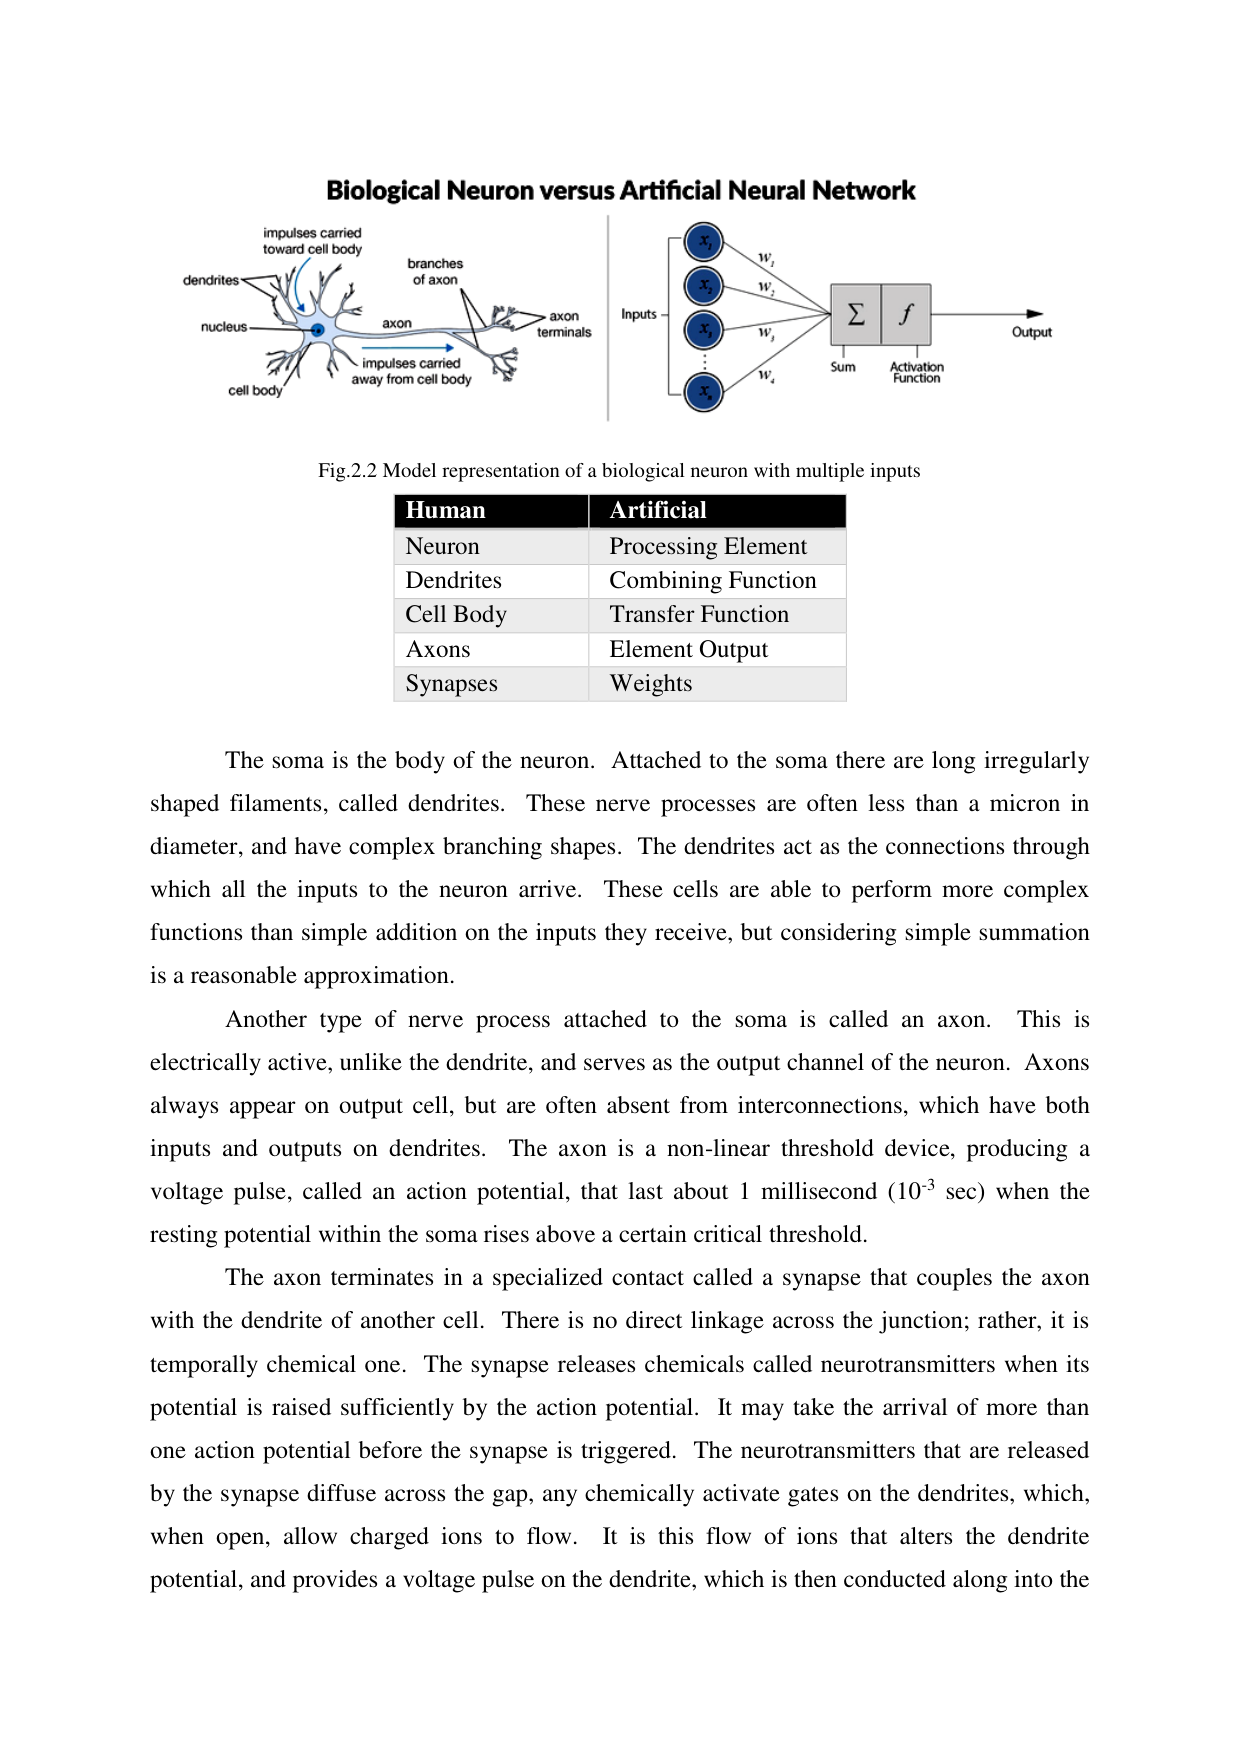 Biological Neuron versus Artificial Neural Network
impulses carried
toward cell body
dendrites
nucleus
cell body
axon
branches
of axon
axon
terminals
impulses carried
away from cell body
Inputs
x1
x2
x3
xn
w1
w2
w3
w4
Σ
f
Sum
Activation
Function
Output
Fig.2.2 Model representation of a biological neuron with multiple inputs
Human Artificial
Neuron Processing Element
Dendrites Combining Function
Cell Body Transfer Function
Axons Element Output
Synapses Weights
The soma is the body of the neuron. Attached to the soma there are long irregularly
shaped filaments, called dendrites. These nerve processes are often less than a micron in
diameter, and have complex branching shapes. The dendrites act as the connections through
which all the inputs to the neuron arrive. These cells are able to perform more complex
functions than simple addition on the inputs they receive, but considering simple summation
is a reasonable approximation.
Another type of nerve process attached to the soma is called an axon. This is
electrically active, unlike the dendrite, and serves as the output channel of the neuron. Axons
always appear on output cell, but are often absent from interconnections, which have both
inputs and outputs on dendrites. The axon is a non-linear threshold device, producing a
voltage pulse, called an action potential, that last about 1 millisecond (10-3 sec) when the
resting potential within the soma rises above a certain critical threshold.
The axon terminates in a specialized contact called a synapse that couples the axon
with the dendrite of another cell. There is no direct linkage across the junction; rather, it is
temporally chemical one. The synapse releases chemicals called neurotransmitters when its
potential is raised sufficiently by the action potential. It may take the arrival of more than
one action potential before the synapse is triggered. The neurotransmitters that are released
by the synapse diffuse across the gap, any chemically activate gates on the dendrites, which,
when open, allow charged ions to flow. It is this flow of ions that alters the dendrite
potential, and provides a voltage pulse on the dendrite, which is then conducted along into the